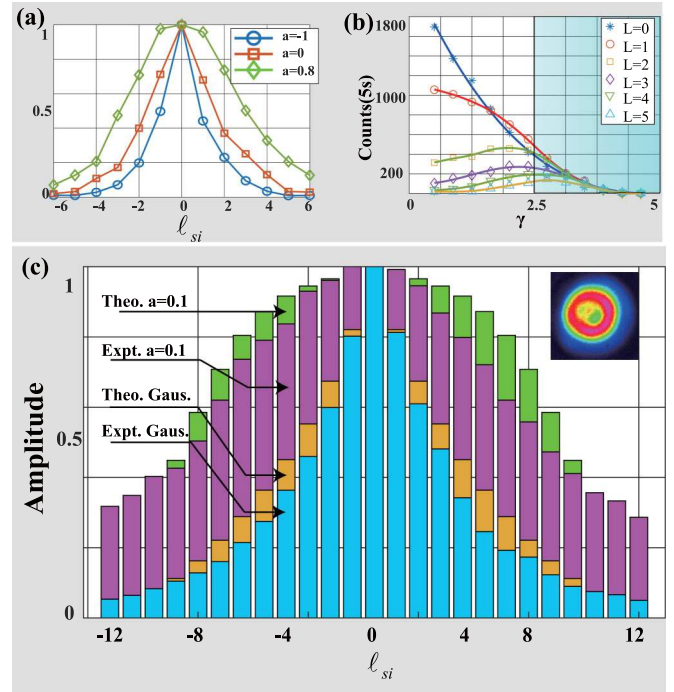 (a)
1
0.5
0
a=-1
a=0
a=0.8
-6 -4 -2 0 2 4 6
ℓsi
(b)
Counts(5s)
1800
1000
200
L=0
L=1
L=2
L=3
L=4
L=5
0 2.5 5
γ
(c)
Amplitude
1
0.5
0
Theo. a=0.1
Expt. a=0.1
Theo. Gaus.
Expt. Gaus.
-12 -8 -4 0 4 8 12
ℓsi